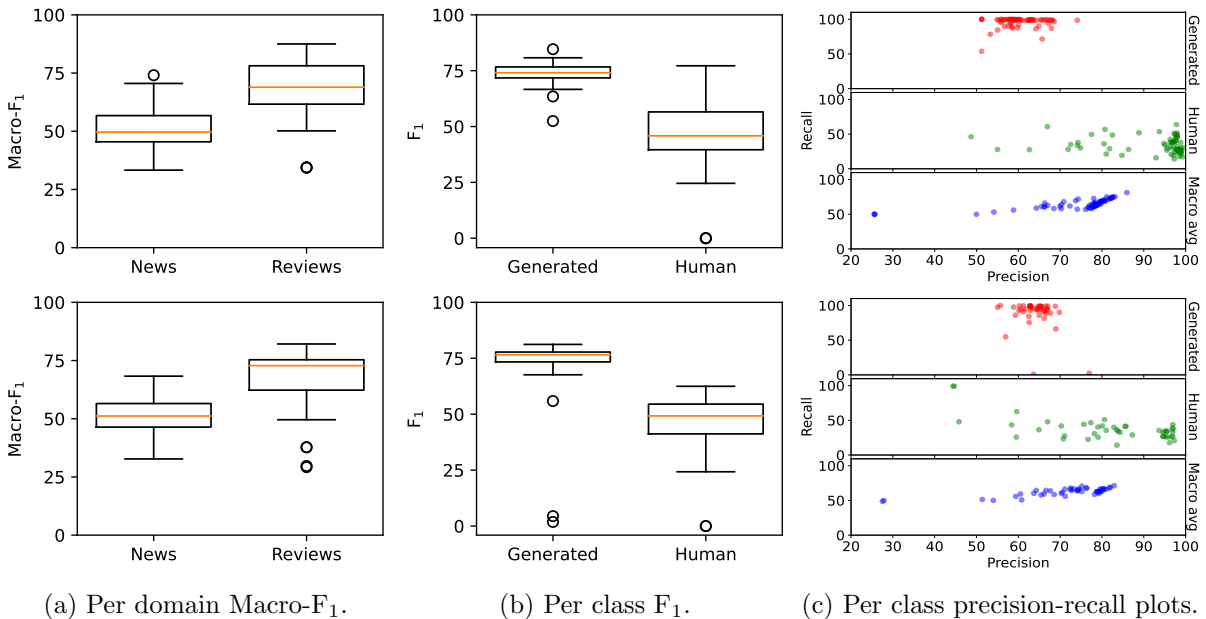 100
75
50
25
0
Macro-F1
News
Reviews
100
75
50
25
0
F1
Generated
Human
100
50
0
Generated
100
50
0
Recall
Human
100
50
0
Macro avg
20 30 40 50 60 70 80 90 100
Precision
100
75
50
25
0
Macro-F1
News
Reviews
100
75
50
25
0
F1
Generated
Human
100
50
0
Generated
100
50
0
Recall
Human
100
50
0
Macro avg
20 30 40 50 60 70 80 90 100
Precision
(a) Per domain Macro-F1.
(b) Per class F1.
(c) Per class precision-recall plots.